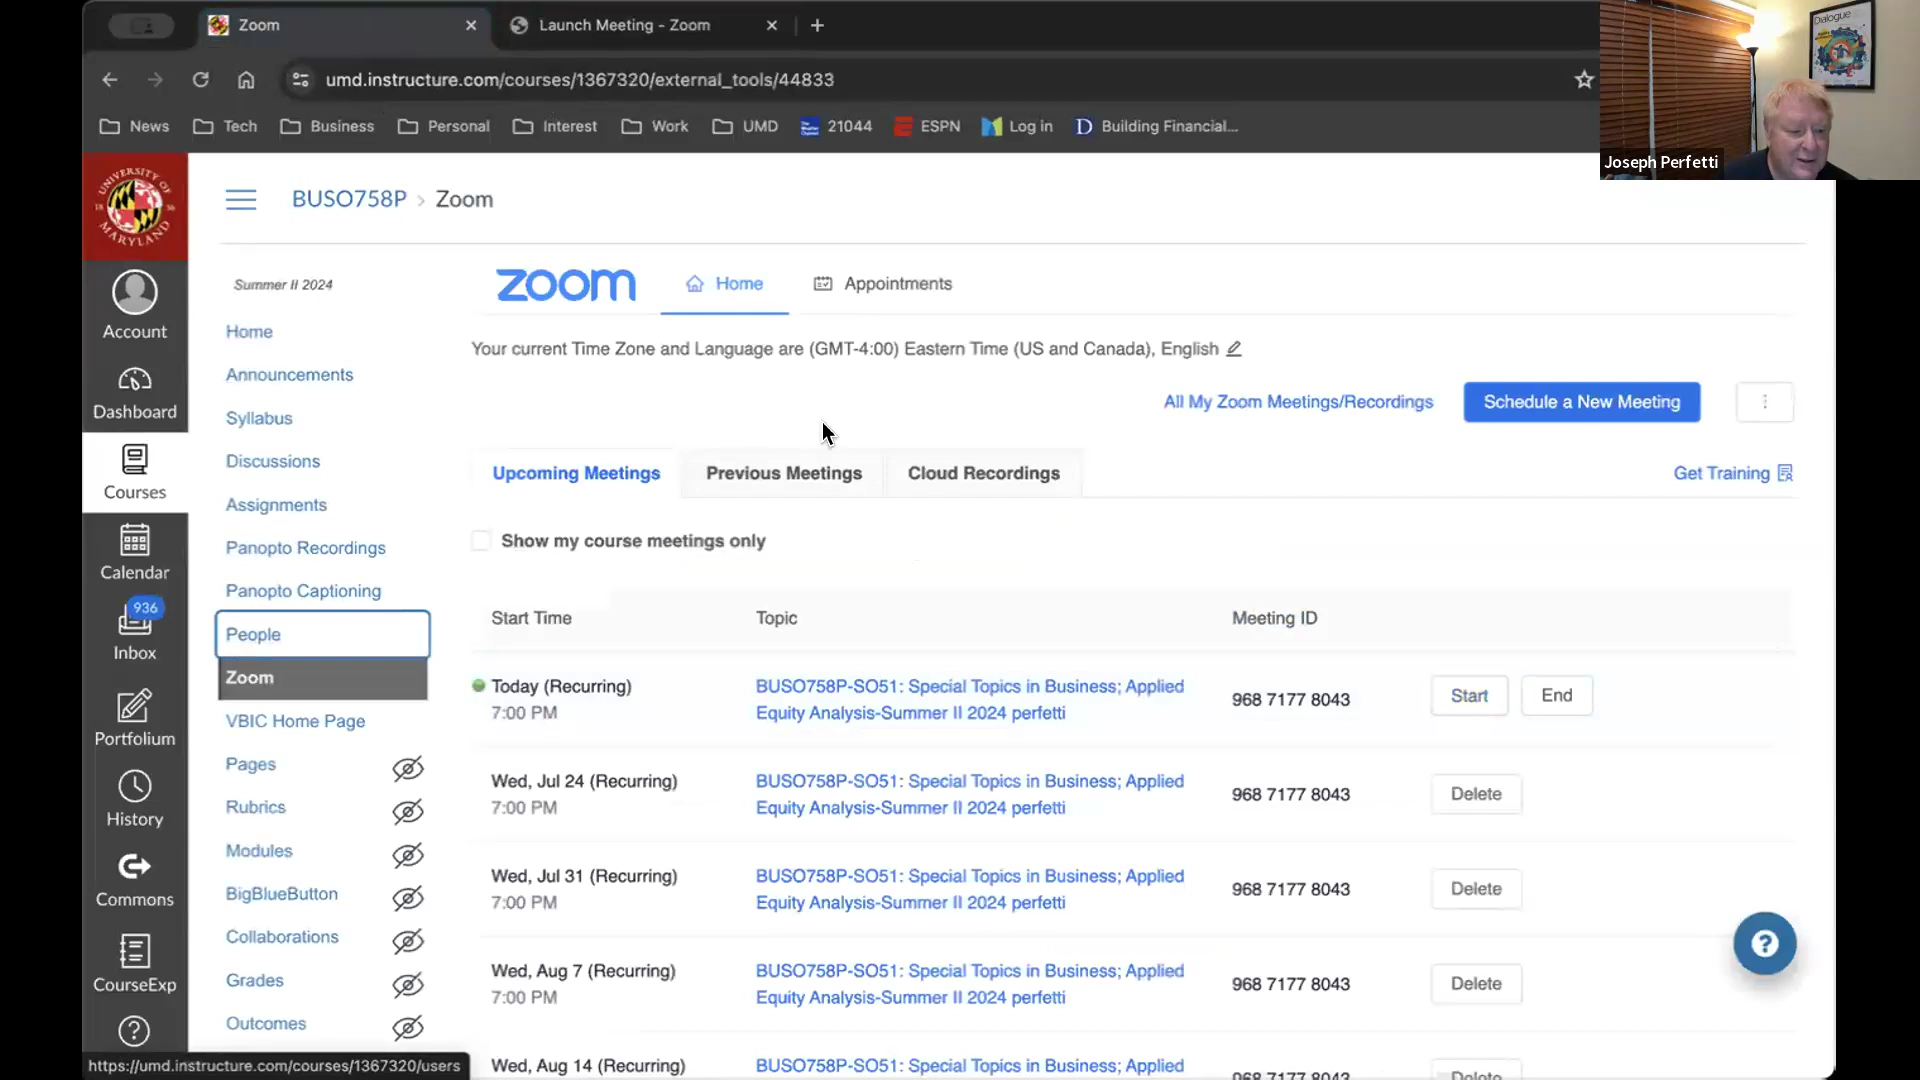 Zoom
Launch Meeting - Zoom
umd.instructure.com/courses/1367320/external_tools/44833
News
Tech
Business
Personal
Interest
Work
UMD
21044
ESPN
Log in
Building Financial...
Dialogue
Joseph Perfetti
UNIVERSITY OF
18 56
MARYLAND
BUSO758P > Zoom
Account
Dashboard
Courses
Calendar
936
Inbox
Portfolium
History
Commons
CourseExp
Summer II 2024
Home
Announcements
Syllabus
Discussions
Assignments
Panopto Recordings
Panopto Captioning
People
Zoom
VBIC Home Page
Pages
Rubrics
Modules
BigBlueButton
Collaborations
Grades
Outcomes
zoom
Home
Appointments
Your current Time Zone and Language are (GMT-4:00) Eastern Time (US and Canada), English
All My Zoom Meetings/Recordings
Schedule a New Meeting
Upcoming Meetings
Previous Meetings
Cloud Recordings
Get Training
Show my course meetings only
Start Time
Topic
Meeting ID
Today (Recurring)
7:00 PM
BUSO758P-SO51: Special Topics in Business; Applied
Equity Analysis-Summer II 2024 perfetti
968 7177 8043
Start
End
Wed, Jul 24 (Recurring)
7:00 PM
BUSO758P-SO51: Special Topics in Business; Applied
Equity Analysis-Summer II 2024 perfetti
968 7177 8043
Delete
Wed, Jul 31 (Recurring)
7:00 PM
BUSO758P-SO51: Special Topics in Business; Applied
Equity Analysis-Summer II 2024 perfetti
968 7177 8043
Delete
Wed, Aug 7 (Recurring)
7:00 PM
BUSO758P-SO51: Special Topics in Business; Applied
Equity Analysis-Summer II 2024 perfetti
968 7177 8043
Delete
Wed, Aug 14 (Recurring)
BUSO758P-SO51: Special Topics in Business; Applied
968 7177 8043
Delete
https://umd.instructure.com/courses/1367320/users